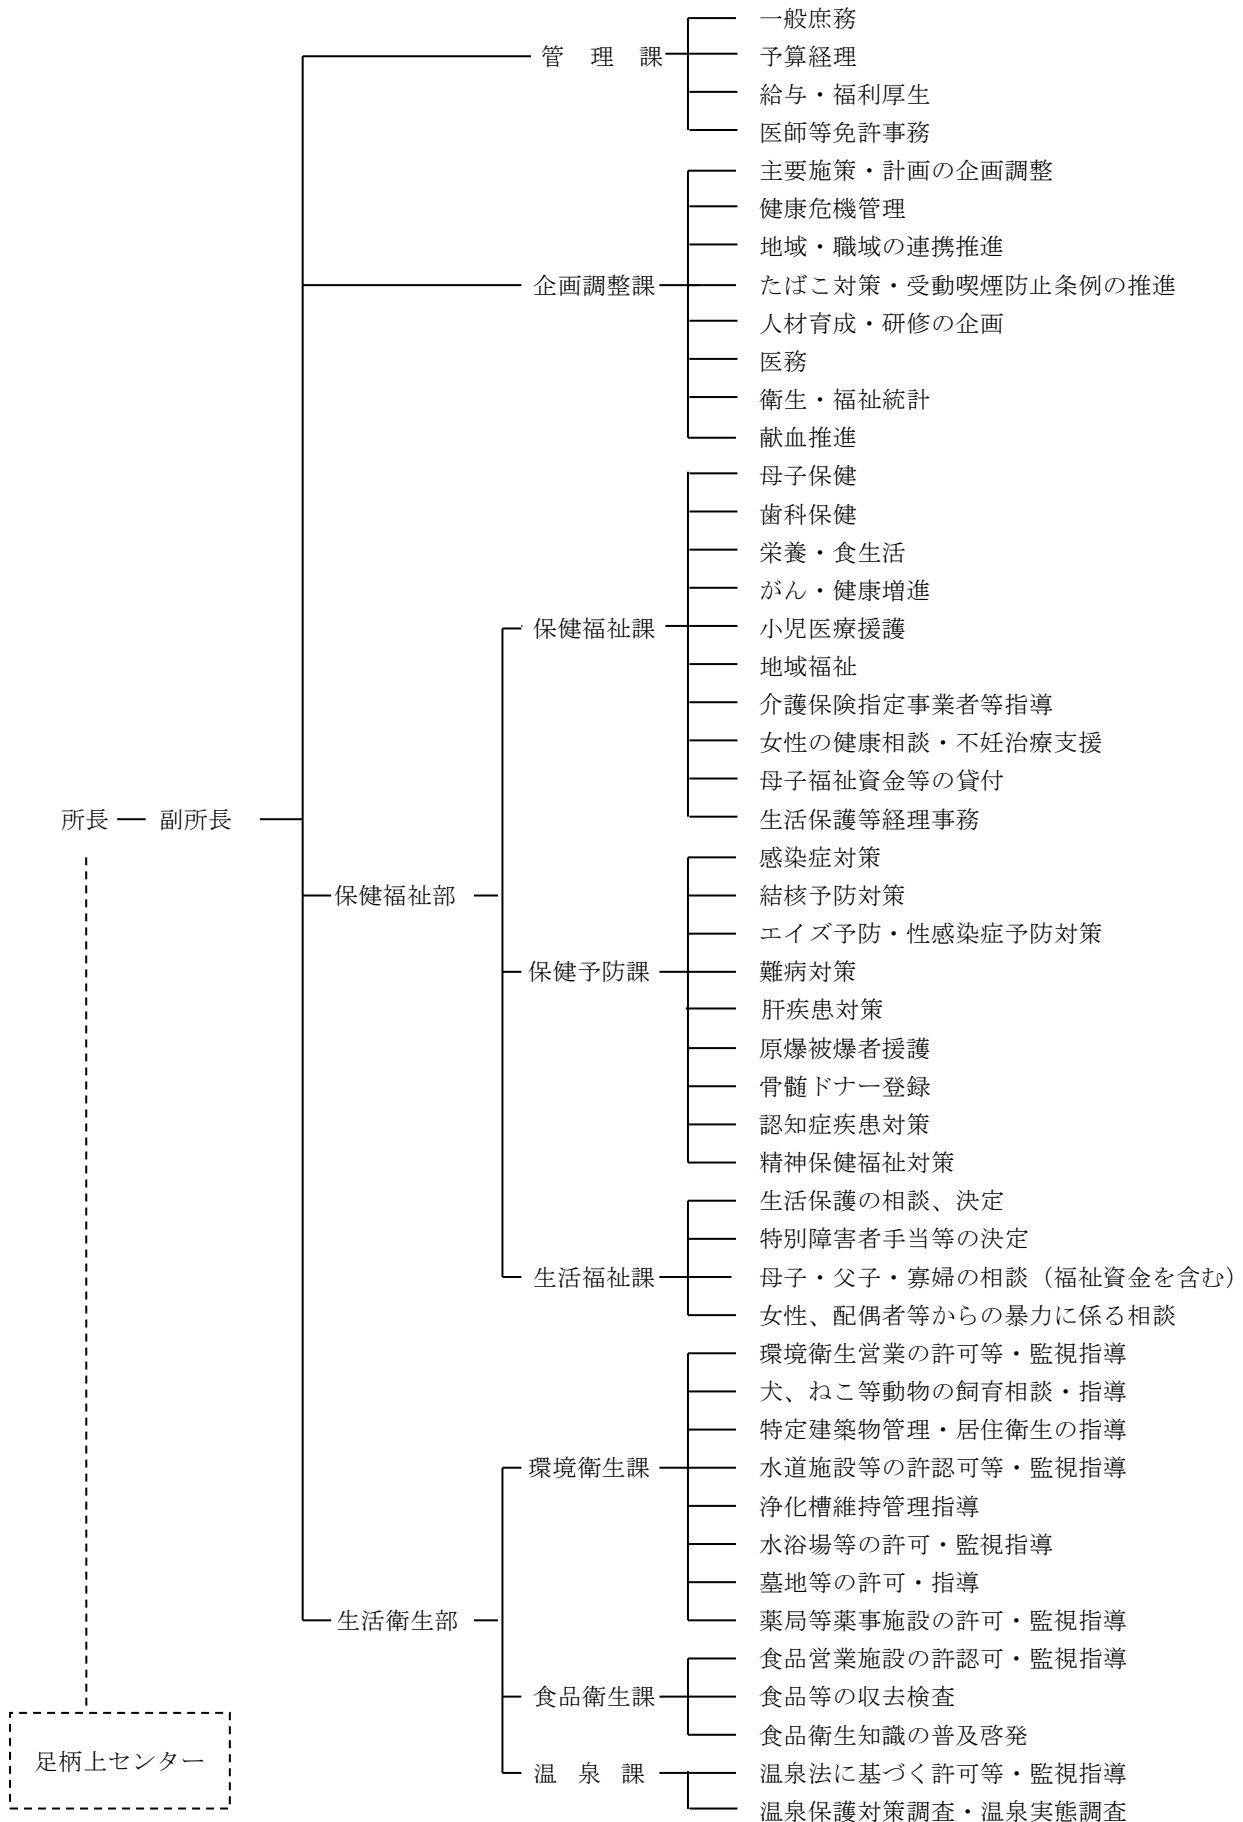 一般庶務
管　理　課
予算経理
給与・福利厚生
医師等免許事務
主要施策・計画の企画調整
健康危機管理
地域・職域の連携推進
企画調整課
たばこ対策・受動喫煙防止条例の推進
人材育成・研修の企画
医務
衛生・福祉統計
献血推進
母子保健
歯科保健
栄養・食生活
がん・健康増進
保健福祉課
小児医療援護
地域福祉
介護保険指定事業者等指導
女性の健康相談・不妊治療支援
母子福祉資金等の貸付
所長
副所長
生活保護等経理事務
感染症対策
保健福祉部
結核予防対策
エイズ予防・性感染症予防対策
保健予防課
難病対策
肝疾患対策
原爆被爆者援護
骨髄ドナー登録
認知症疾患対策
精神保健福祉対策
生活保護の相談、決定
特別障害者手当等の決定
生活福祉課
母子・父子・寡婦の相談（福祉資金を含む）
女性、配偶者等からの暴力に係る相談
環境衛生営業の許可等・監視指導
犬、ねこ等動物の飼育相談・指導
特定建築物管理・居住衛生の指導
環境衛生課
水道施設等の許認可等・監視指導
浄化槽維持管理指導
水浴場等の許可・監視指導
墓地等の許可・指導
生活衛生部
薬局等薬事施設の許可・監視指導
食品営業施設の許認可・監視指導
食品衛生課
食品等の収去検査
食品衛生知識の普及啓発
足柄上センター
温　泉　課
温泉法に基づく許可等・監視指導
温泉保護対策調査・温泉実態調査